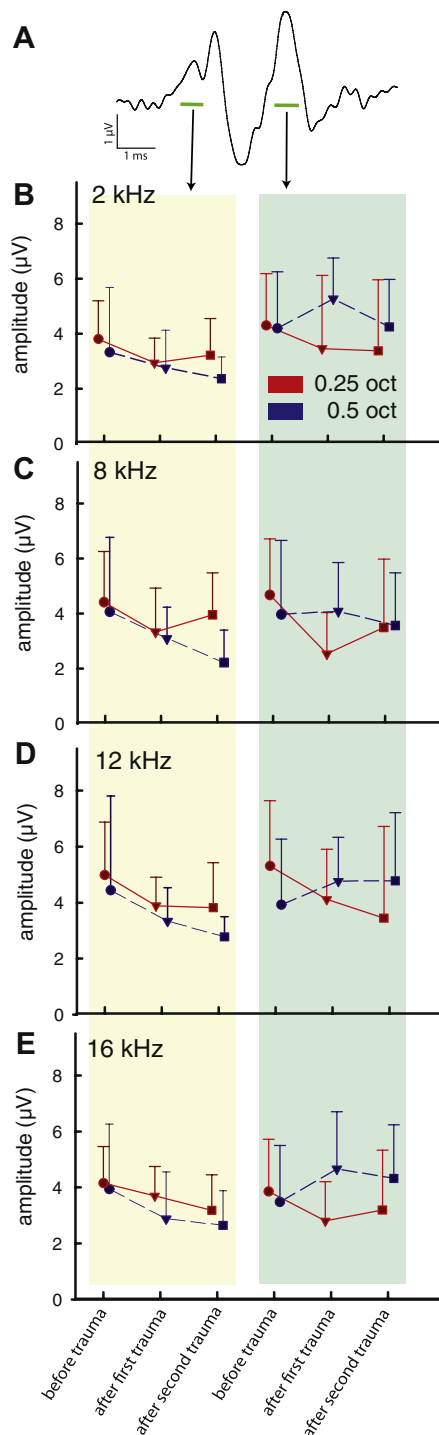 A
1 µV
1 ms
B
2 kHz
amplitude (µV)
8
6
4
2
0
0.25 oct
0.5 oct
C
8 kHz
amplitude (µV)
8
6
4
2
0
D
12 kHz
amplitude (µV)
8
6
4
2
0
E
16 kHz
amplitude (µV)
8
6
4
2
0
before trauma
after first trauma
after second trauma
before trauma
after first trauma
after second trauma